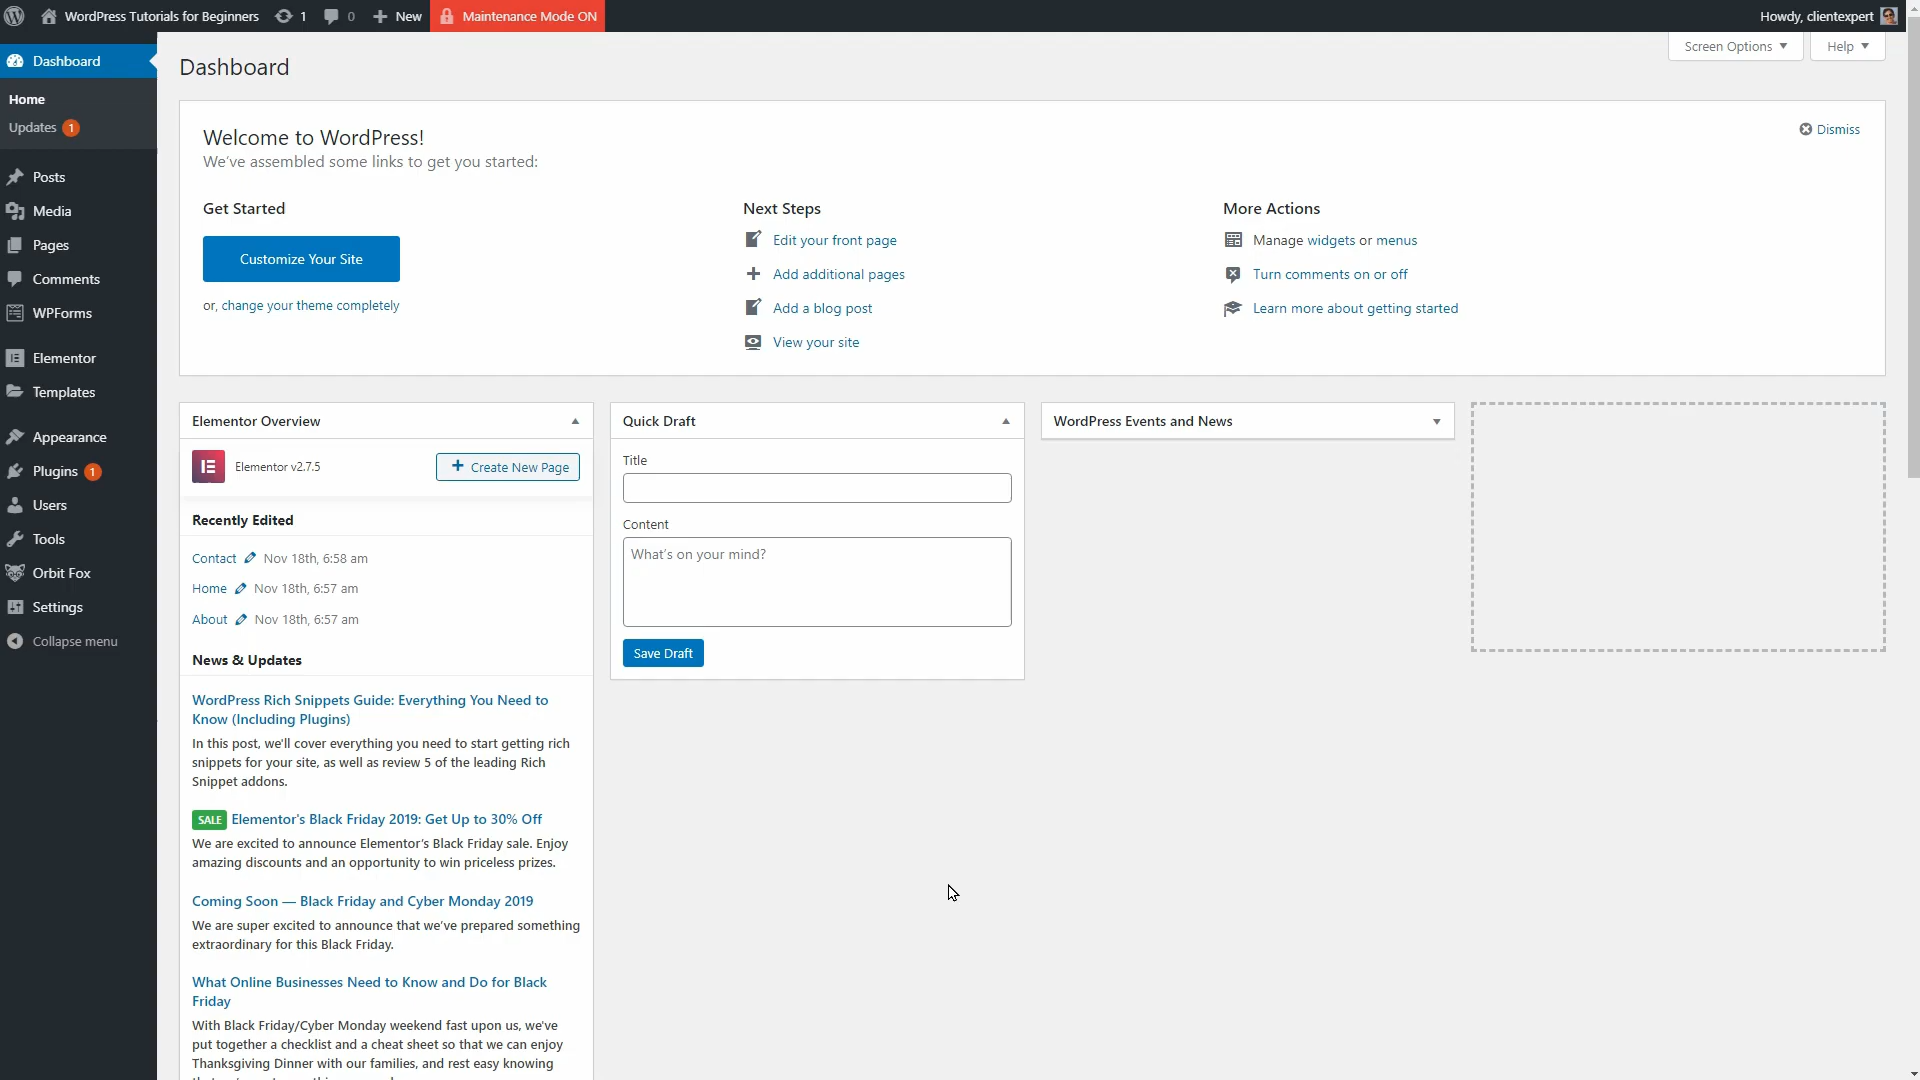 WordPress Tutorials for Beginners 1 0 New Maintenance Mode ON Howdy, clientexpert
Screen Options Help
Dashboard
Home
Updates 1
Posts
Media
Pages
Comments
WPForms
Elementor
Templates
Appearance
Plugins 1
Users
Tools
Orbit Fox
Settings
Collapse menu
Dashboard
Welcome to WordPress!
We've assembled some links to get you started:
Dismiss
Get Started
Customize Your Site
or, change your theme completely
Next Steps
Edit your front page
Add additional pages
Add a blog post
View your site
More Actions
Manage widgets or menus
Turn comments on or off
Learn more about getting started
Elementor Overview
Elementor v2.7.5
Create New Page
Recently Edited
Contact Nov 18th, 6:58 am
Home Nov 18th, 6:57 am
About Nov 18th, 6:57 am
News & Updates
WordPress Rich Snippets Guide: Everything You Need to
Know (Including Plugins)
In this post, we'll cover everything you need to start getting rich
snippets for your site, as well as review 5 of the leading Rich
Snippet addons.
SALE Elementor's Black Friday 2019: Get Up to 30% Off
We are excited to announce Elementor's Black Friday sale. Enjoy
amazing discounts and an opportunity to win priceless prizes.
Coming Soon — Black Friday and Cyber Monday 2019
We are super excited to announce that we've prepared something
extraordinary for this Black Friday.
What Online Businesses Need to Know and Do for Black
Friday
With Black Friday/Cyber Monday weekend fast upon us, we've
put together a checklist and a cheat sheet so that we can enjoy
Thanksgiving Dinner with our families, and rest easy knowing
Quick Draft
Title
Content
What's on your mind?
Save Draft
WordPress Events and News